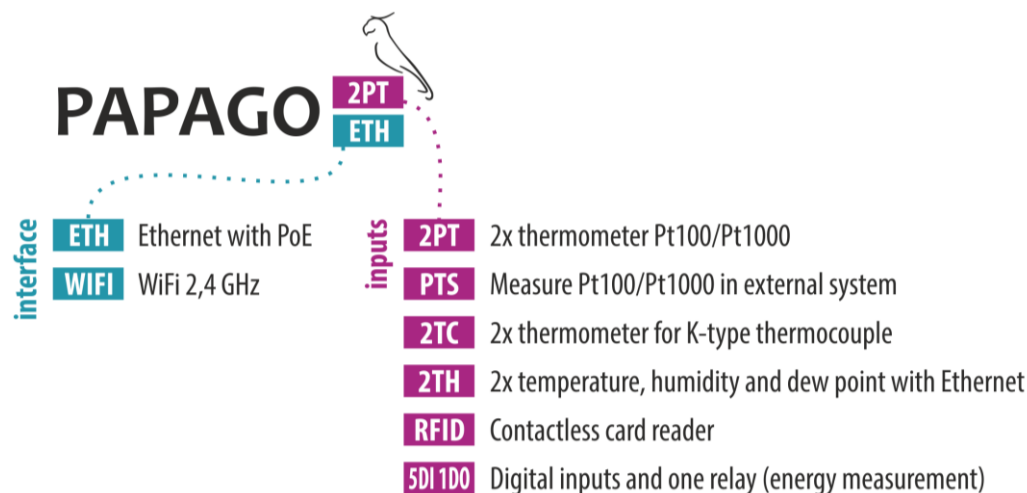 PAPAGO
2PT
ETH
interface
ETH Ethernet with PoE
WIFI WiFi 2,4 GHz
inputs
2PT 2x thermometer Pt100/Pt1000
PTS Measure Pt100/Pt1000 in external system
2TC 2x thermometer for K-type thermocouple
2TH 2x temperature, humidity and dew point with Ethernet
RFID Contactless card reader
5DI 1DO Digital inputs and one relay (energy measurement)